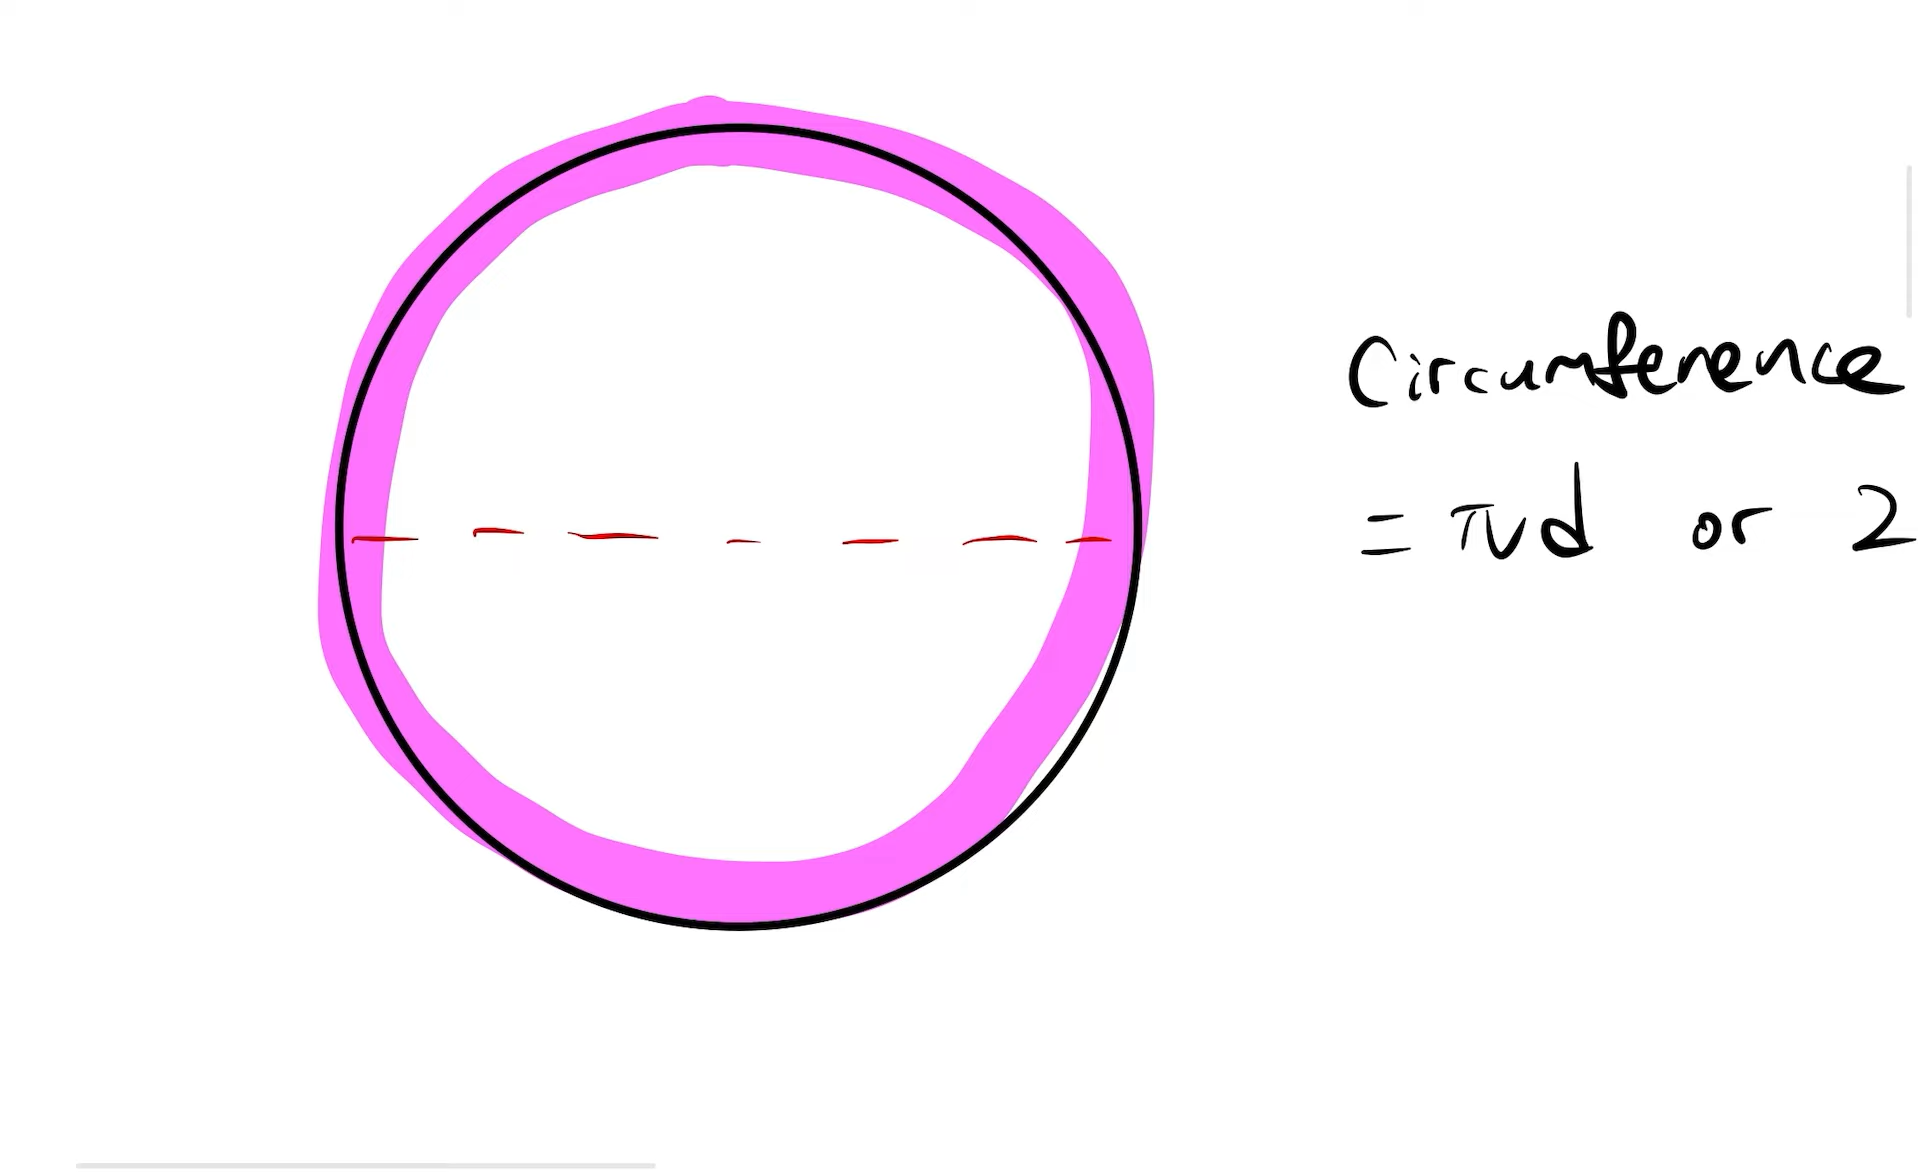 Circumference
= πd or 2